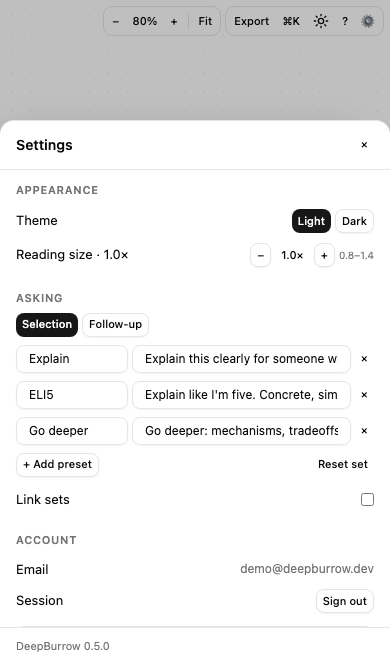 − 80% + Fit Export ⌘K ?
Settings ×
APPEARANCE
Theme Light Dark
Reading size · 1.0× − 1.0× + 0.8–1.4
ASKING
Selection Follow-up
Explain Explain this clearly for someone w ×
ELI5 Explain like I'm five. Concrete, sim ×
Go deeper Go deeper: mechanisms, tradeoffs ×
+ Add preset Reset set
Link sets
ACCOUNT
Email demo@deepburrow.dev
Session Sign out
DeepBurrow 0.5.0